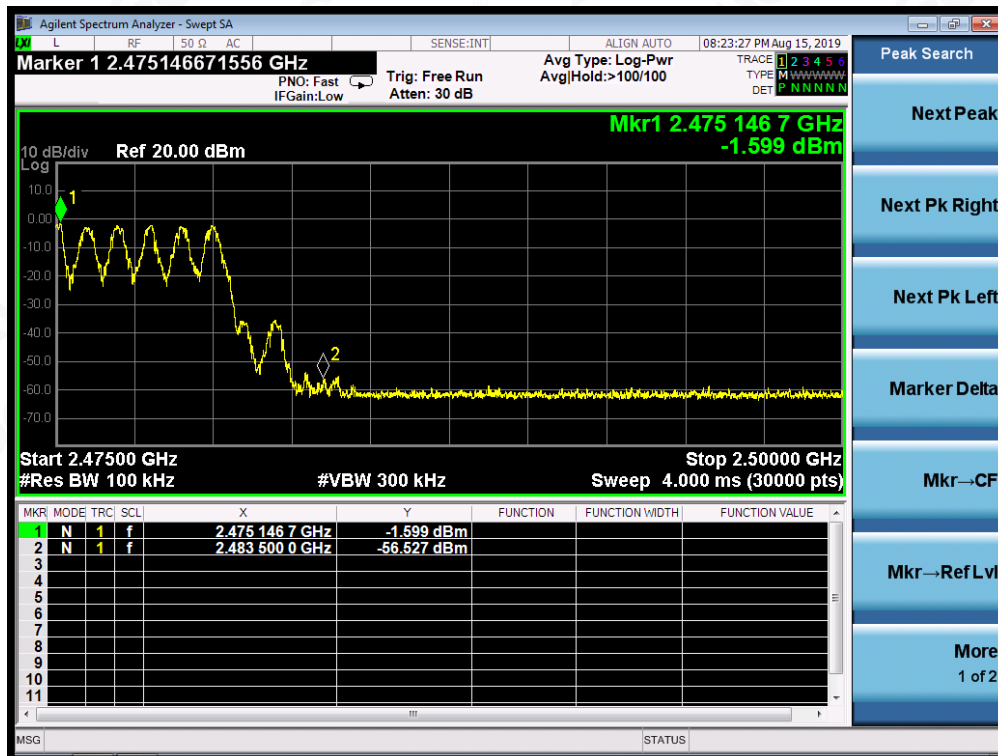 Agilent Spectrum Analyzer - Swept SA
LXI L RF 50 Ω AC SENSE:INT ALIGN AUTO 08:23:27 PM Aug 15, 2019
Marker 1 2.475146671556 GHz
PNO: Fast
IFGain:Low
Trig: Free Run
Atten: 30 dB
Avg Type: Log-Pwr
Avg|Hold:>100/100
TRACE 1 2 3 4 5 6
TYPE M WWWWW
DET P N N N N N
Mkr1 2.475 146 7 GHz
-1.599 dBm
10 dB/div Ref 20.00 dBm
Log
10.0
0.00
-10.0
-20.0
-30.0
-40.0
-50.0
-60.0
-70.0
1
2
Start 2.47500 GHz Stop 2.50000 GHz
#Res BW 100 kHz #VBW 300 kHz Sweep 4.000 ms (30000 pts)
MKR MODE TRC SCL X Y FUNCTION FUNCTION WIDTH FUNCTION VALUE
1 N 1 f 2.475 146 7 GHz -1.599 dBm
2 N 1 f 2.483 500 0 GHz -56.527 dBm
3
4
5
6
7
8
9
10
11
MSG STATUS
Peak Search
Next Peak
Next Pk Right
Next Pk Left
Marker Delta
Mkr→CF
Mkr→Ref Lvl
More
1 of 2